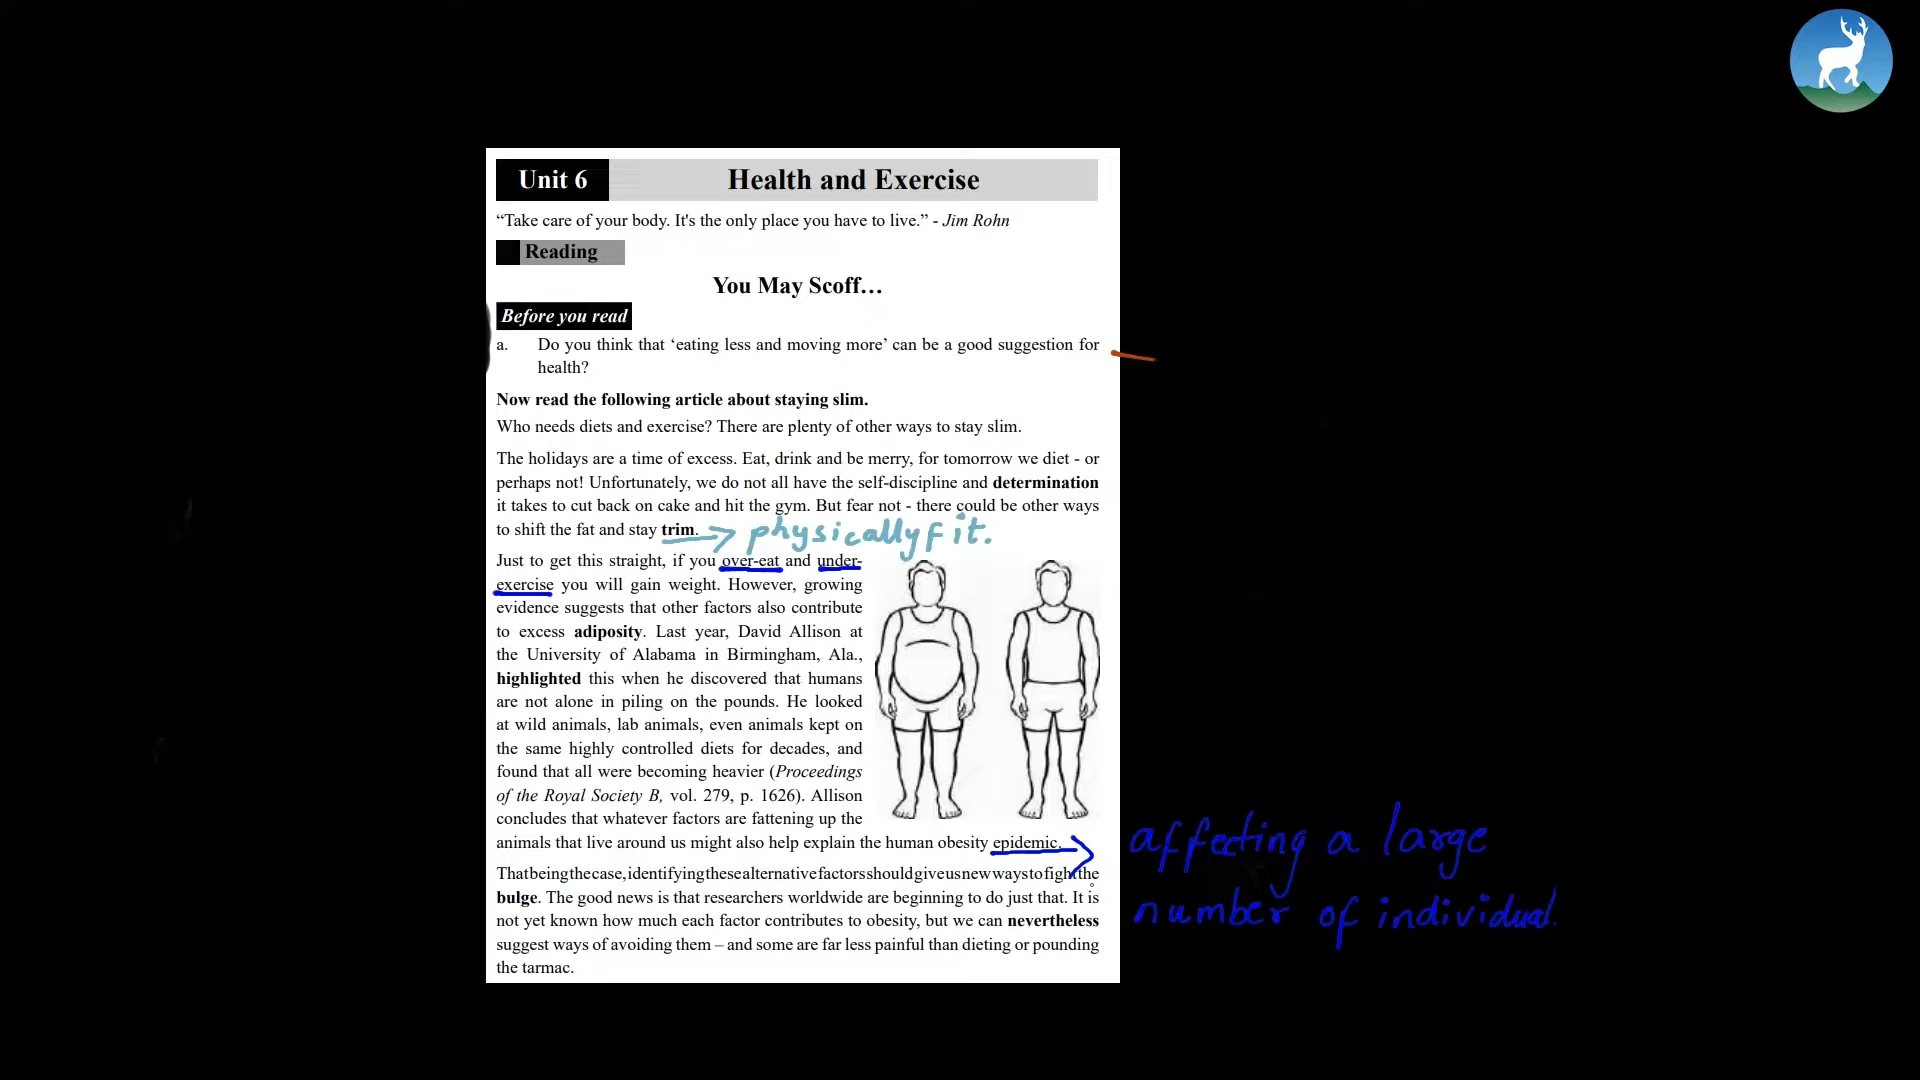 Unit 6 Health and Exercise
“Take care of your body. It's the only place you have to live.” - Jim Rohn
Reading
You May Scoff…
Before you read
a. Do you think that ‘eating less and moving more’ can be a good suggestion for
health?
Now read the following article about staying slim.
Who needs diets and exercise? There are plenty of other ways to stay slim.
The holidays are a time of excess. Eat, drink and be merry, for tomorrow we diet - or
perhaps not! Unfortunately, we do not all have the self-discipline and determination
it takes to cut back on cake and hit the gym. But fear not - there could be other ways
to shift the fat and stay trim. physically fit.
Just to get this straight, if you over-eat and under-
exercise you will gain weight. However, growing
evidence suggests that other factors also contribute
to excess adiposity. Last year, David Allison at
the University of Alabama in Birmingham, Ala.,
highlighted this when he discovered that humans
are not alone in piling on the pounds. He looked
at wild animals, lab animals, even animals kept on
the same highly controlled diets for decades, and
found that all were becoming heavier (Proceedings
of the Royal Society B, vol. 279, p. 1626). Allison
concludes that whatever factors are fattening up the
animals that live around us might also help explain the human obesity epidemic.
affecting a large
number of individual.
That being the case, identifying these alternative factors should give us new ways to fight the
bulge. The good news is that researchers worldwide are beginning to do just that. It is
not yet known how much each factor contributes to obesity, but we can nevertheless
suggest ways of avoiding them – and some are far less painful than dieting or pounding
the tarmac.